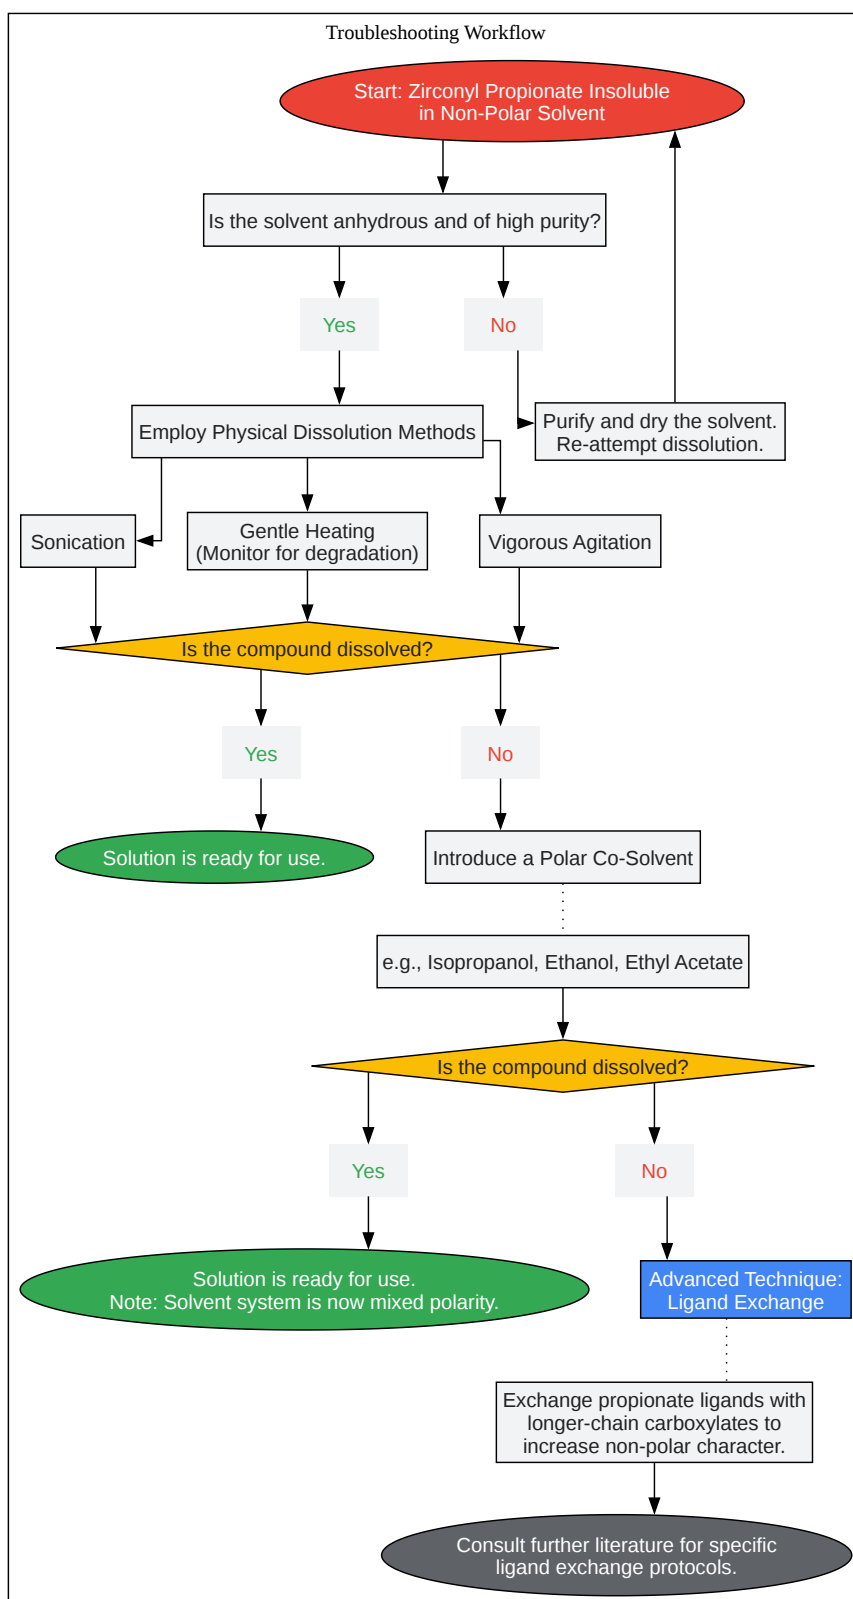 Troubleshooting Workflow
Start: Zirconyl Propionate Insoluble
in Non-Polar Solvent
Is the solvent anhydrous and of high purity?
Yes
No
Employ Physical Dissolution Methods
Purify and dry the solvent.
Re-attempt dissolution.
Sonication
Gentle Heating
(Monitor for degradation)
Vigorous Agitation
Is the compound dissolved?
Yes
No
Solution is ready for use.
Introduce a Polar Co-Solvent
e.g., Isopropanol, Ethanol, Ethyl Acetate
Is the compound dissolved?
Yes
No
Solution is ready for use.
Note: Solvent system is now mixed polarity.
Advanced Technique:
Ligand Exchange
Exchange propionate ligands with
longer-chain carboxylates to
increase non-polar character.
Consult further literature for specific
ligand exchange protocols.